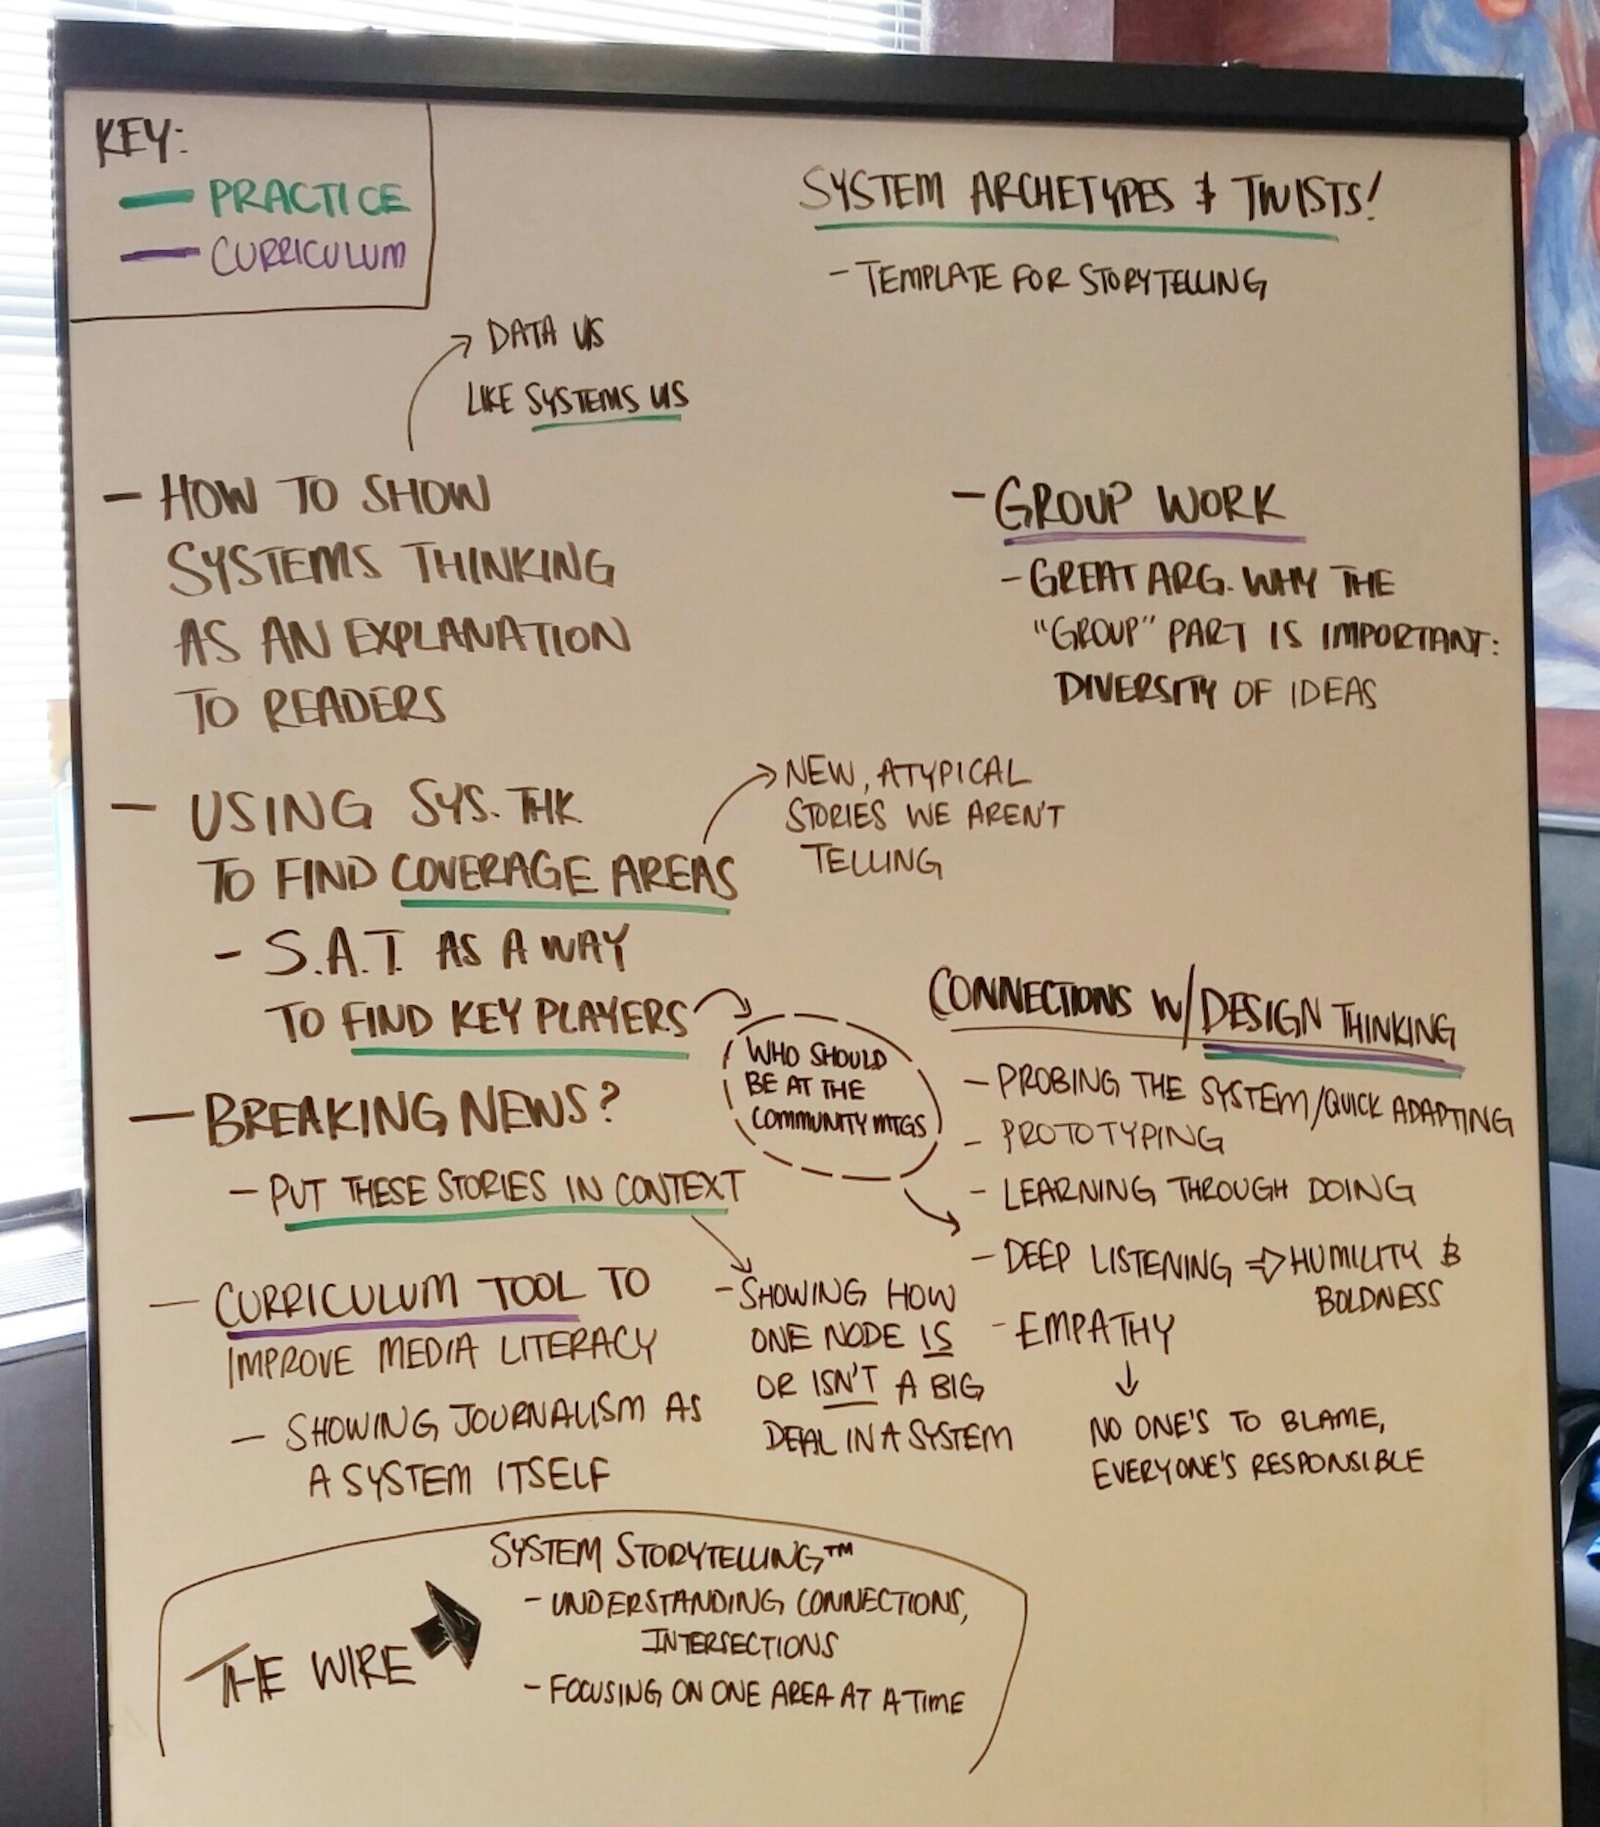 KEY:
PRACTICE
CURRICULUM
SYSTEM ARCHETYPES & TWISTS!
- TEMPLATE FOR STORYTELLING
DATA VIS
LIKE SYSTEMS VIS
- HOW TO SHOW
SYSTEMS THINKING
AS AN EXPLANATION
TO READERS
- GROUP WORK
- GREAT ARG. WHY THE
"GROUP" PART IS IMPORTANT:
DIVERSITY OF IDEAS
- USING SYS. THK
TO FIND COVERAGE AREAS
NEW, ATYPICAL
STORIES WE AREN'T
TELLING
- S.A.T. AS A WAY
TO FIND KEY PLAYERS
WHO SHOULD
BE AT THE
COMMUNITY MTGS
- BREAKING NEWS?
- PUT THESE STORIES IN CONTEXT
- SHOWING HOW
ONE NODE IS
OR ISN'T A BIG
DEAL IN A SYSTEM
- CURRICULUM TOOL TO
IMPROVE MEDIA LITERACY
- SHOWING JOURNALISM AS
A SYSTEM ITSELF
CONNECTIONS W/DESIGN THINKING
- PROBING THE SYSTEM/QUICK ADAPTING
- PROTOTYPING
- LEARNING THROUGH DOING
- DEEP LISTENING ⇒ HUMILITY &
BOLDNESS
- EMPATHY
↓
NO ONE'S TO BLAME,
EVERYONE'S RESPONSIBLE
THE WIRE
SYSTEM STORYTELLING™
- UNDERSTANDING CONNECTIONS,
INTERSECTIONS
- FOCUSING ON ONE AREA AT A TIME